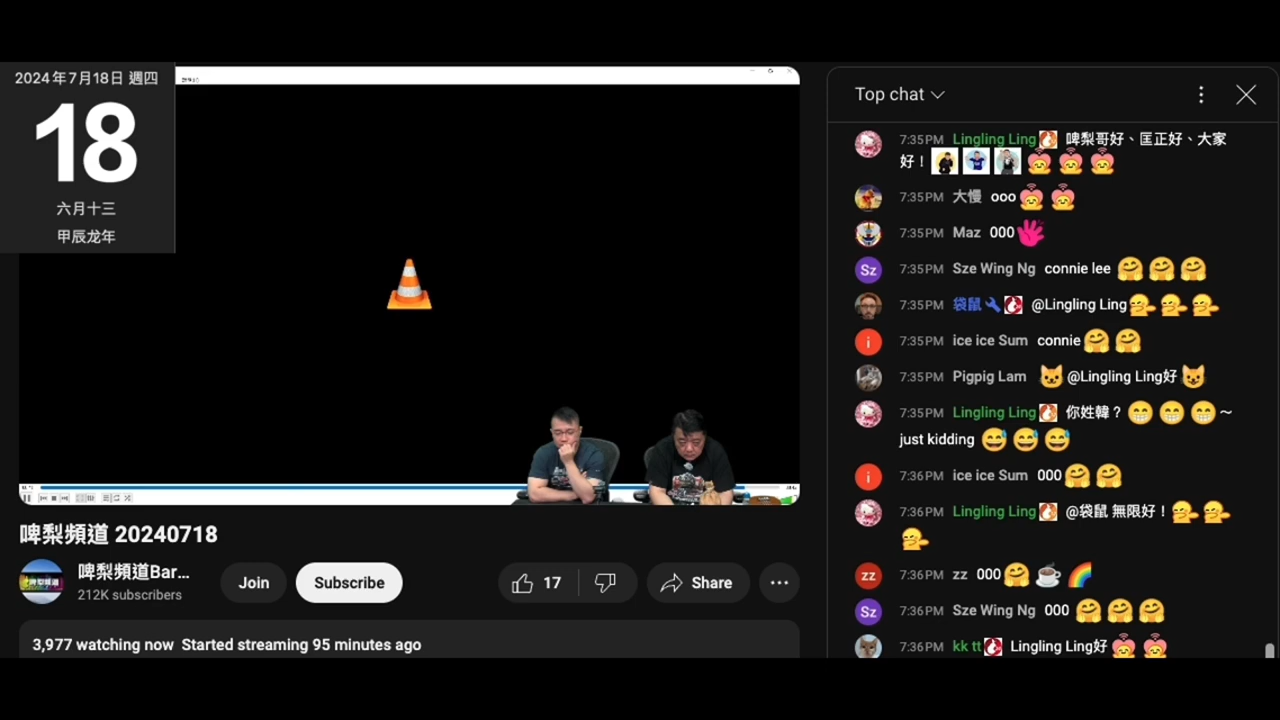 2024年7月18日 週四
18
六月十三
甲辰龙年
啤梨頻道 20240718
啤梨頻道Bar...
212K subscribers
Join
Subscribe
17
Share
3,977 watching now Started streaming 95 minutes ago
Top chat
7:35PM Lingling Ling 啤梨哥好、匡正好、大家
好！
7:35PM 大慢 ooo
7:35PM Maz 000
Sz 7:35PM Sze Wing Ng connie lee
7:35PM 袋鼠 @Lingling Ling
i 7:35PM ice ice Sum connie
7:35PM Pigpig Lam @Lingling Ling好
7:35PM Lingling Ling 你姓韓？ ～
just kidding
i 7:36PM ice ice Sum 000
7:36PM Lingling Ling @袋鼠 無限好！
zz 7:36PM zz 000
Sz 7:36PM Sze Wing Ng 000
7:36PM kk tt Lingling Ling好